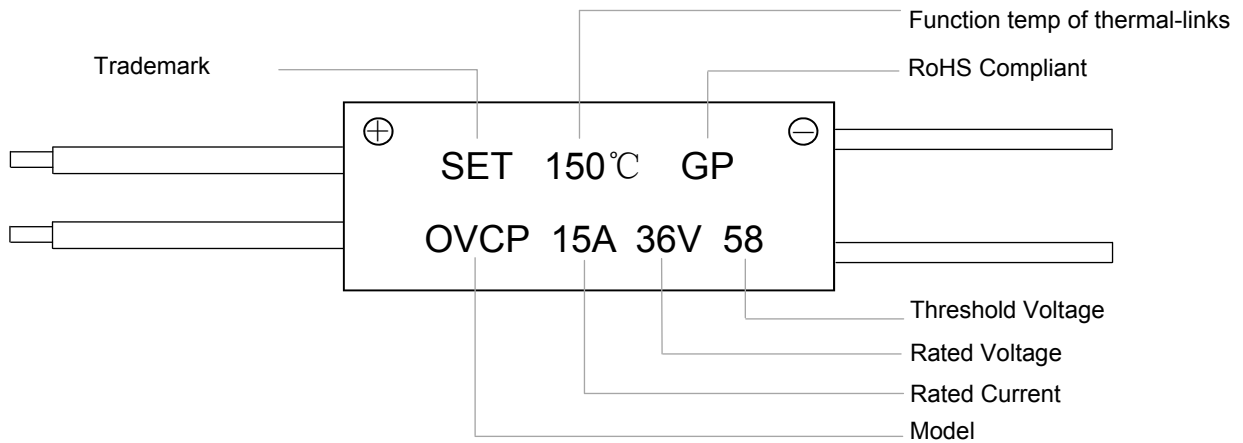 Function temp of thermal-links
Trademark
RoHS Compliant
SET 150℃ GP
OVCP 15A 36V 58
Threshold Voltage
Rated Voltage
Rated Current
Model